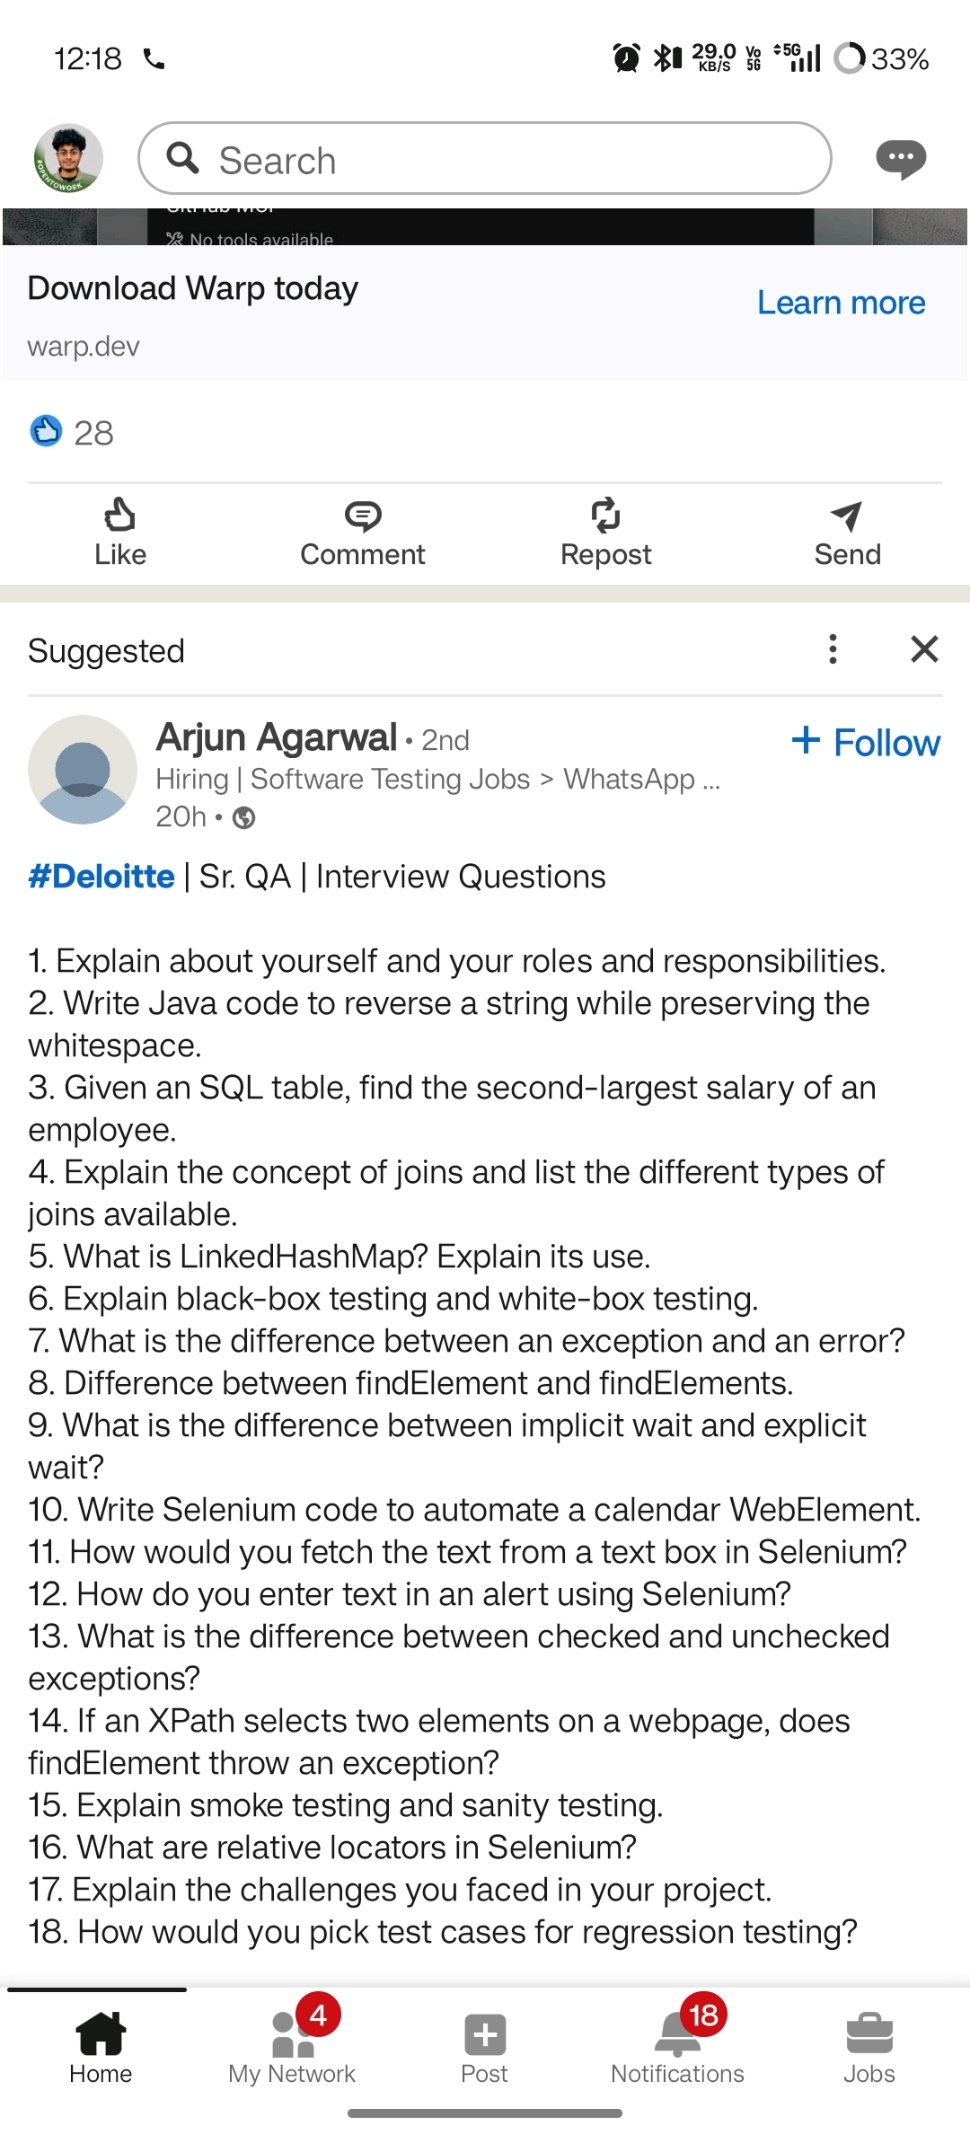 12:18
29.0
KB/S
Vo
5G
5G
33%
#OPENTOWORK
Search
GitHub MCP
No tools available
Download Warp today
Learn more
warp.dev
28
Like
Comment
Repost
Send
Suggested
Arjun Agarwal • 2nd
+ Follow
Hiring | Software Testing Jobs > WhatsApp ...
20h •
#Deloitte | Sr. QA | Interview Questions
1. Explain about yourself and your roles and responsibilities.
2. Write Java code to reverse a string while preserving the
whitespace.
3. Given an SQL table, find the second-largest salary of an
employee.
4. Explain the concept of joins and list the different types of
joins available.
5. What is LinkedHashMap? Explain its use.
6. Explain black-box testing and white-box testing.
7. What is the difference between an exception and an error?
8. Difference between findElement and findElements.
9. What is the difference between implicit wait and explicit
wait?
10. Write Selenium code to automate a calendar WebElement.
11. How would you fetch the text from a text box in Selenium?
12. How do you enter text in an alert using Selenium?
13. What is the difference between checked and unchecked
exceptions?
14. If an XPath selects two elements on a webpage, does
findElement throw an exception?
15. Explain smoke testing and sanity testing.
16. What are relative locators in Selenium?
17. Explain the challenges you faced in your project.
18. How would you pick test cases for regression testing?
4
18
Home
My Network
Post
Notifications
Jobs